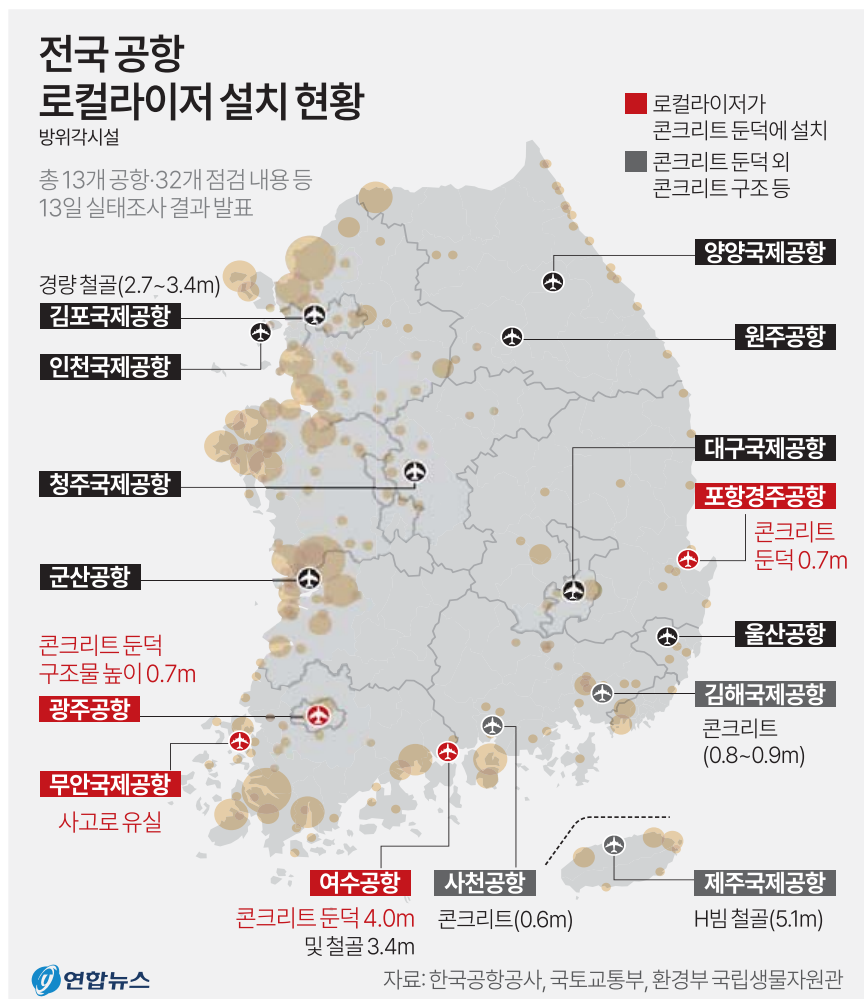 전국 공항
로컬라이저 설치 현황
방위각시설
총 13개 공항·32개 점검 내용 등
13일 실태조사 결과 발표
로컬라이저가
콘크리트 둔덕에 설치
콘크리트 둔덕 외
콘크리트 구조 등
양양국제공항
경량 철골(2.7~3.4m)
김포국제공항
원주공항
인천국제공항
대구국제공항
청주국제공항
포항경주공항
콘크리트
둔덕 0.7m
군산공항
울산공항
콘크리트 둔덕
구조물 높이 0.7m
김해국제공항
콘크리트
(0.8~0.9m)
광주공항
무안국제공항
사고로 유실
여수공항
콘크리트 둔덕 4.0m
및 철골 3.4m
사천공항
콘크리트(0.6m)
제주국제공항
H빔 철골(5.1m)
연합뉴스
자료: 한국공항공사, 국토교통부, 환경부 국립생물자원관